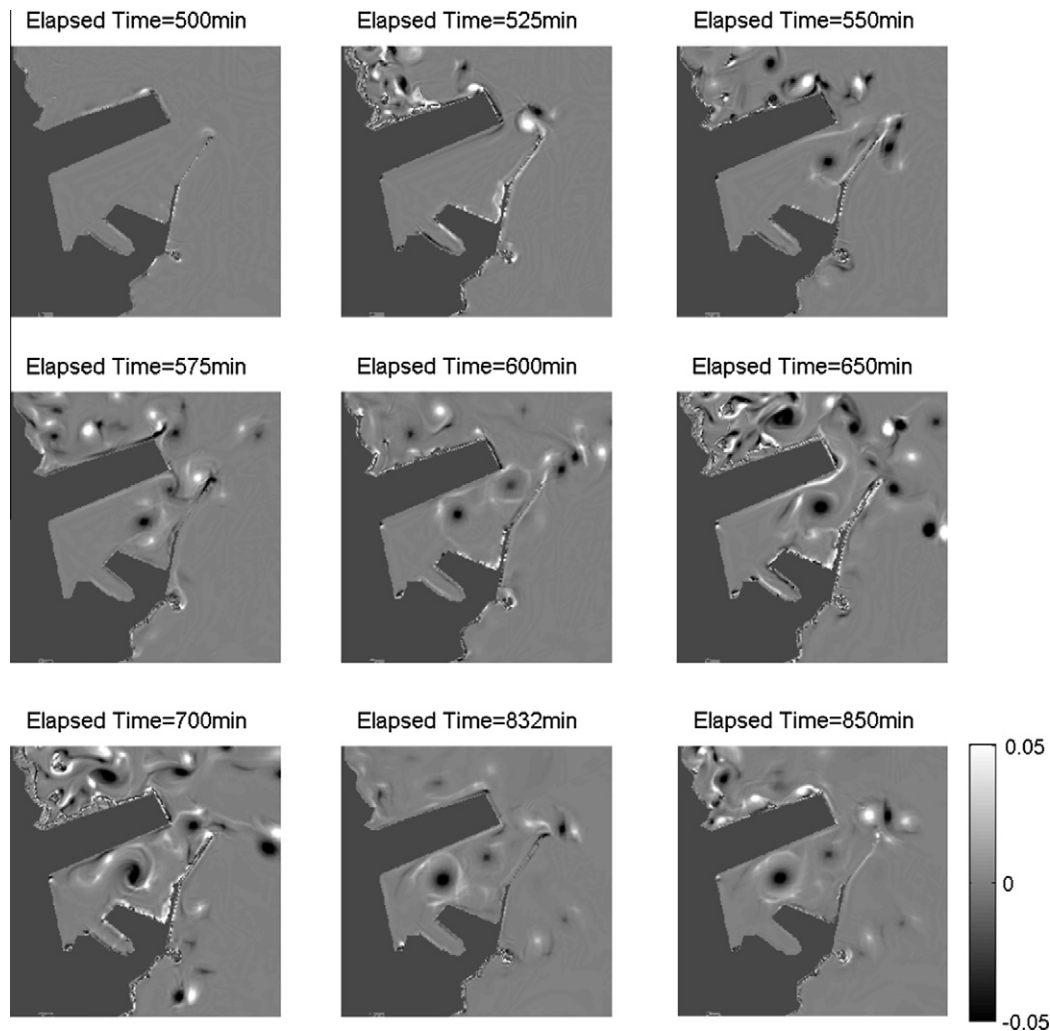 Elapsed Time=500min
Elapsed Time=525min
Elapsed Time=550min
Elapsed Time=575min
Elapsed Time=600min
Elapsed Time=650min
Elapsed Time=700min
Elapsed Time=832min
Elapsed Time=850min
0.05
0
-0.05